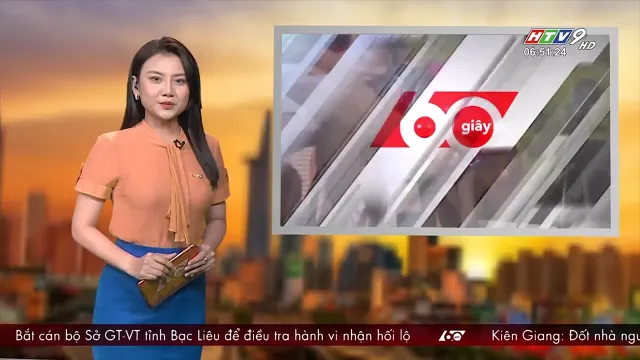 HTV9 HD
06:51:24
60 giây
Bắt cán bộ Sở GT-VT tỉnh Bạc Liêu để điều tra hành vi nhận hối lộ 60 Kiên Giang: Đốt nhà